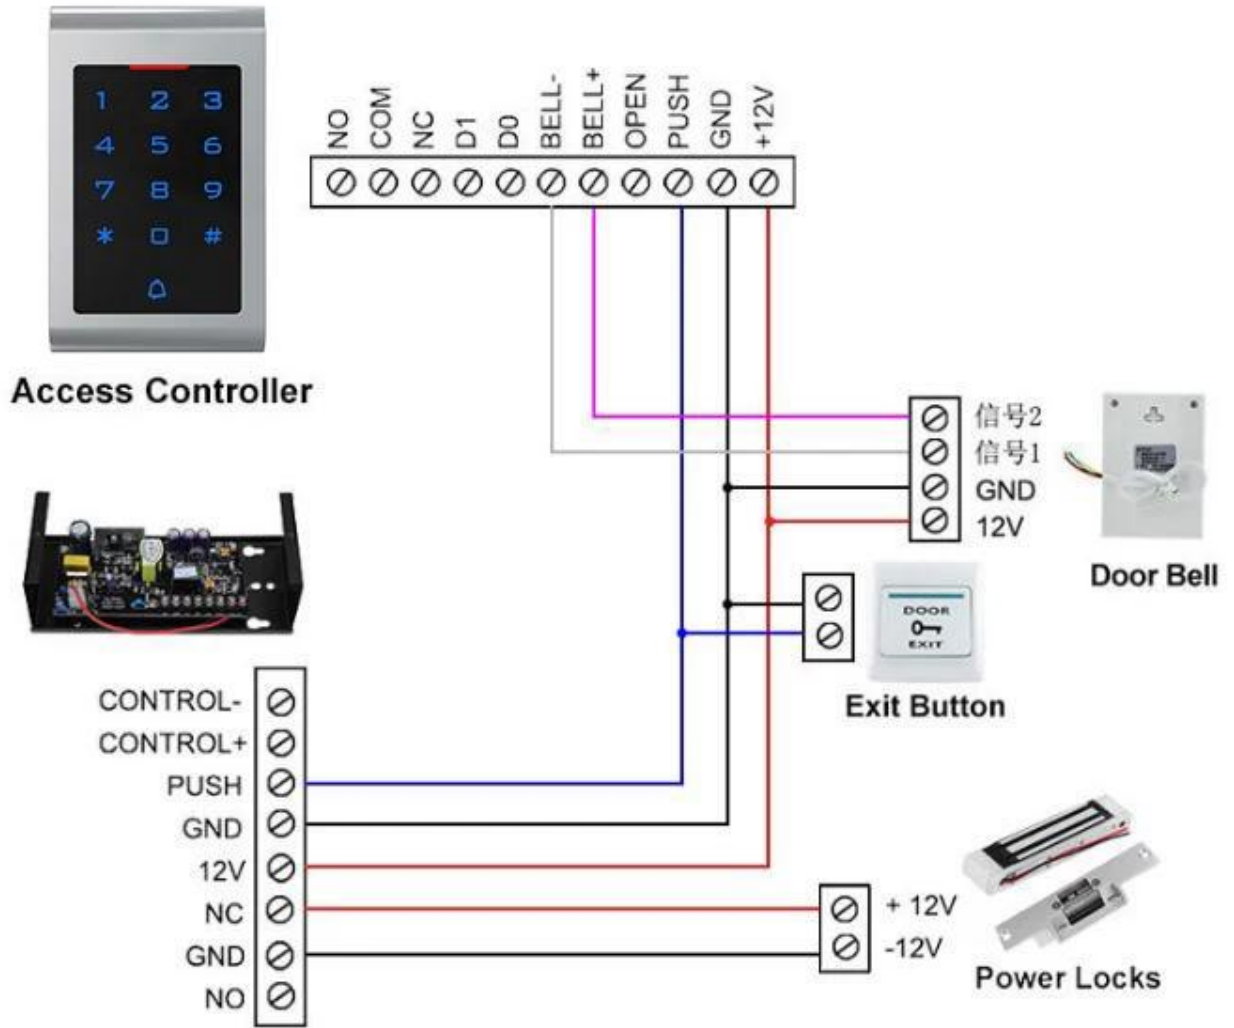 1 2 3
4 5 6
7 8 9
* 0 #
Access Controller
NO COM NC D1 D0 BELL- BELL+ OPEN PUSH GND +12V
信号2
信号1
GND
12V
Door Bell
DOOR
EXIT
Exit Button
CONTROL-
CONTROL+
PUSH
GND
12V
NC
GND
NO
+ 12V
-12V
Power Locks